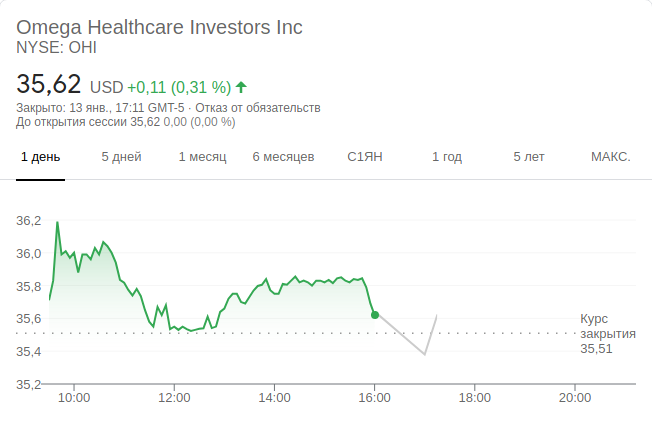 Omega Healthcare Investors Inc
NYSE: OHI
35,62 USD +0,11 (0,31 %)
Закрыто: 13 янв., 17:11 GMT-5 · Отказ от обязательств
До открытия сессии 35,62 0,00 (0,00 %)
1 день 5 дней 1 месяц 6 месяцев С1ЯН 1 год 5 лет МАКС.
36,2
36,0
35,8
35,6
35,4
35,2
Курс
закрытия
35,51
10:00 12:00 14:00 16:00 18:00 20:00